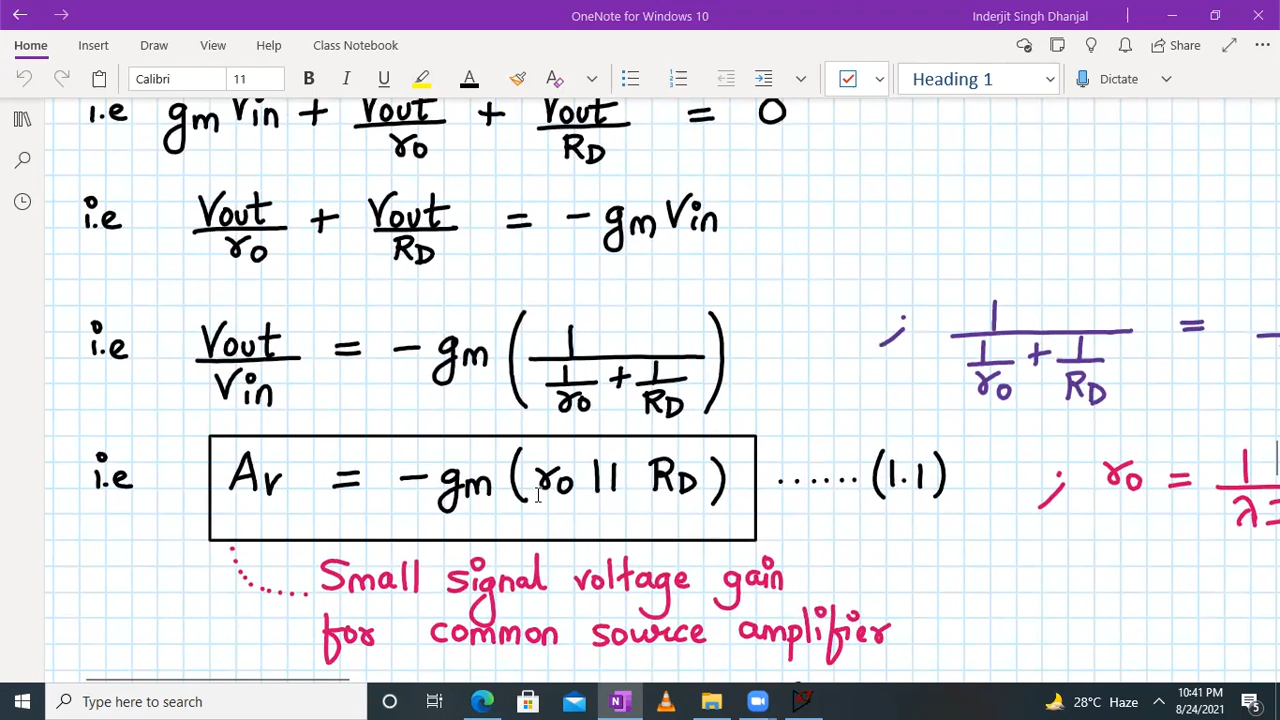 OneNote for Windows 10
Inderjit Singh Dhanjal
Home Insert Draw View Help Class Notebook
Share
Calibri 11 B I U A Heading 1 Dictate
i.e gm Vin + Vout/ro + Vout/RD = 0
i.e Vout/ro + Vout/RD = -gm Vin
i.e Vout/Vin = -gm (1/(1/ro + 1/RD)) ; 1/(1/ro + 1/RD) =
i.e Av = -gm (ro || RD) ...... (1.1) ; ro = 1/λ
Small signal voltage gain
for common source amplifier
Type here to search
28°C Haze
10:41 PM
8/24/2021
5